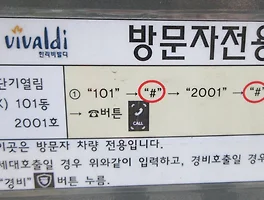 vivaldi
한라비발디
방문자전용
단기열림
① “101” → “#” → “2001” → “#”
X) 101동
2001호
→ ☎버튼
CALL
이곳은 방문자 차량 전용입니다.
세대호출일 경우 위와같이 입력하고, 경비호출일 경
“경비” 버튼 누름.